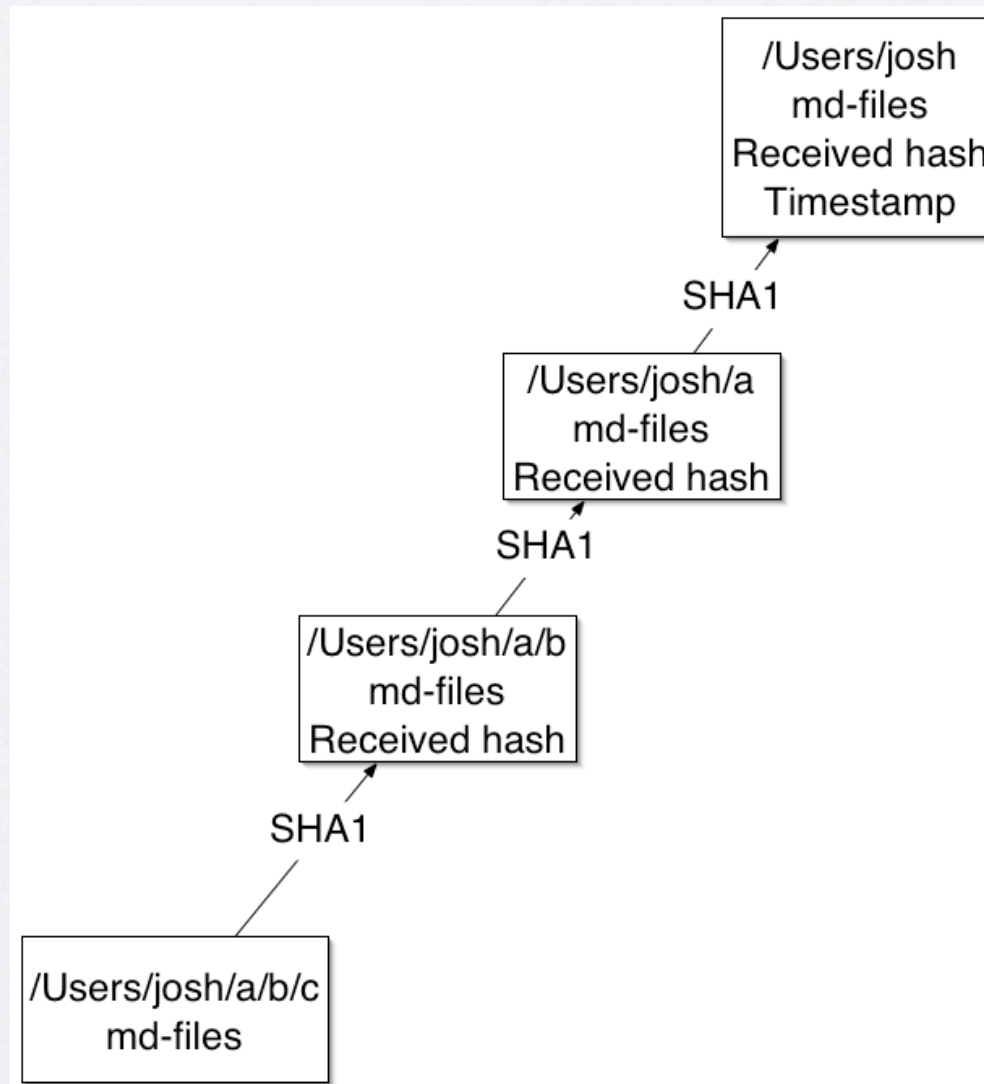 /Users/josh
md-files
Received hash
Timestamp
SHA1
/Users/josh/a
md-files
Received hash
SHA1
/Users/josh/a/b
md-files
Received hash
SHA1
/Users/josh/a/b/c
md-files